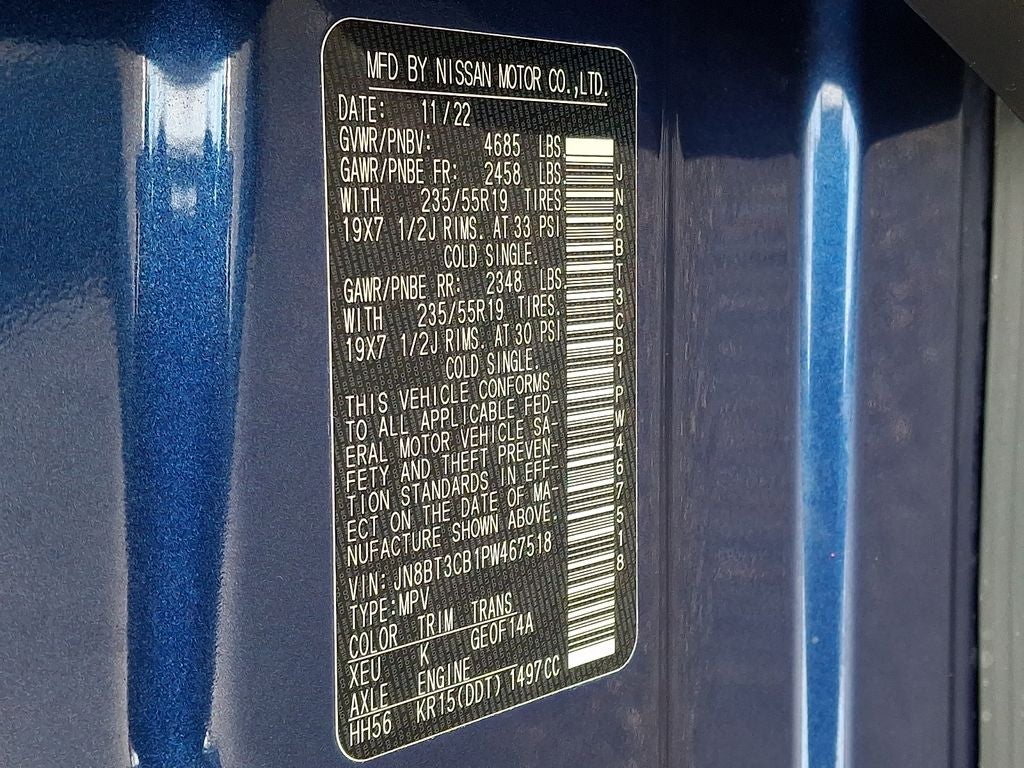 MFD BY NISSAN MOTOR CO.,LTD.
DATE: 11/22
GVWR/PNBV: 4685 LBS.
GAWR/PNBE FR: 2458 LBS.
WITH 235/55R19 TIRES
19X7 1/2J RIMS. AT 33 PSI
COLD SINGLE.
GAWR/PNBE RR: 2348 LBS.
WITH 235/55R19 TIRES.
19X7 1/2J RIMS. AT 30 PSI
COLD SINGLE.
THIS VEHICLE CONFORMS
TO ALL APPLICABLE FED-
ERAL MOTOR VEHICLE SA-
FETY AND THEFT PREVEN-
TION STANDARDS IN EFF-
ECT ON THE DATE OF MA-
NUFACTURE SHOWN ABOVE.
VIN: JN8BT3CB1PW467518
TYPE:MPV
COLOR TRIM TRANS
XEU K GE0F14A
AXLE ENGINE
HH56 KR15(DDT) 1497CC
JN8BT3CB1PW467518